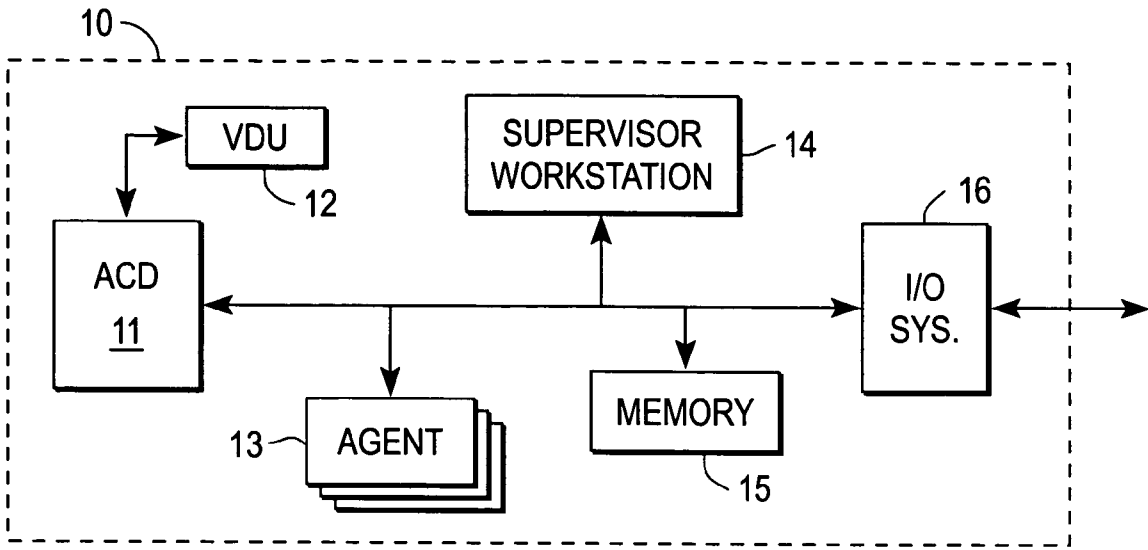 10
VDU
12
SUPERVISOR
WORKSTATION
14
16
ACD
11
I/O
SYS.
13
AGENT
MEMORY
15